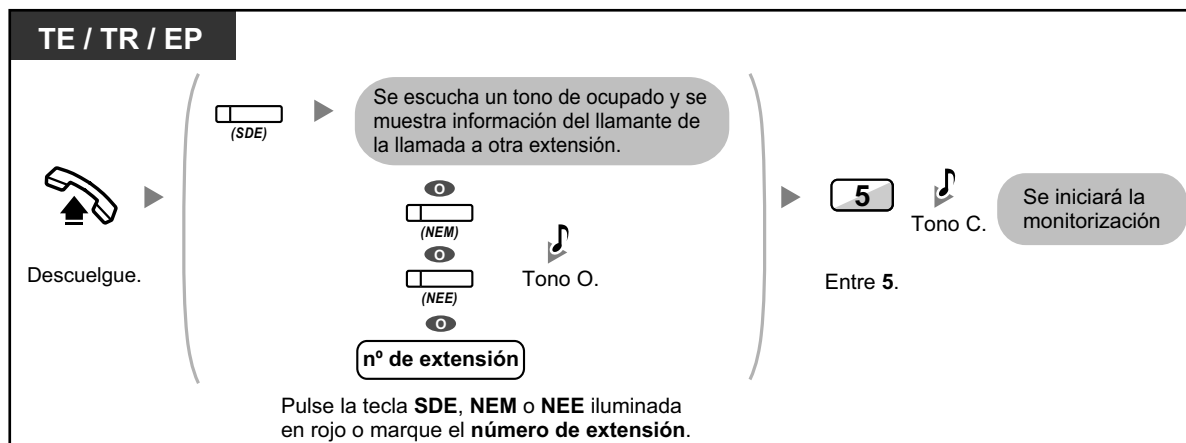 TE / TR / EP
Descuelgue.
(SDE)
Se escucha un tono de ocupado y se
muestra información del llamante de
la llamada a otra extensión.
O
(NEM)
O
(NEE)
O
nº de extensión
Tono O.
Pulse la tecla SDE, NEM o NEE iluminada
en rojo o marque el número de extensión.
5
Entre 5.
Tono C.
Se iniciará la
monitorización